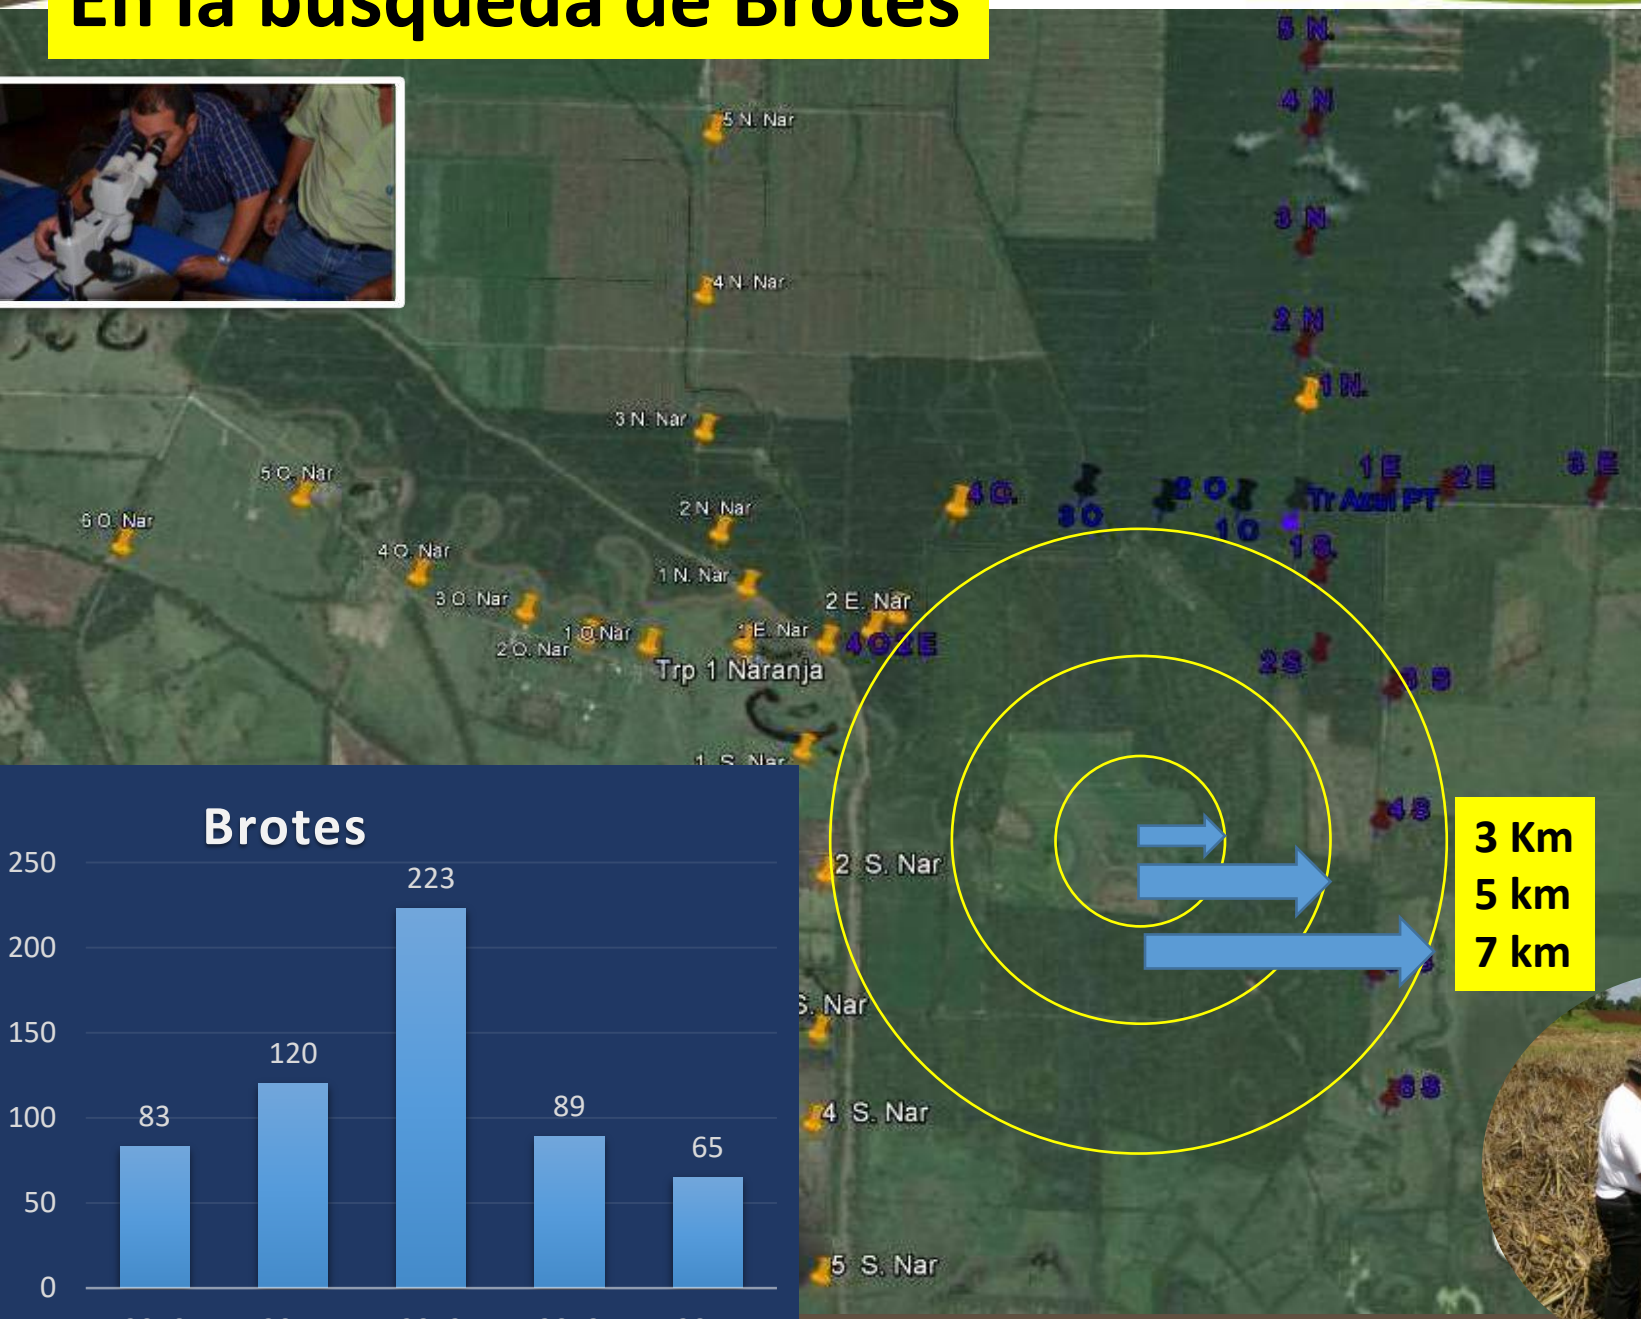 En la búsqueda de Brotes
5 N.
4 N
3 N
2 N
1 N.
5 N. Nar
4 N. Nar
3 N. Nar
2 N. Nar
1 N. Nar
5 O. Nar
6 O. Nar
4 O. Nar
3 O. Nar
2 O. Nar
1 O. Nar
E. Nar
2 E. Nar
4 O 2 E
Trp 1 Naranja
4 O.
3 O
2 O
1 O
Tr Azul PT
1 E
2 E
3 E
1 S.
2 S
3 S
4 S
6 S
1 S. Nar
2 S. Nar
S. Nar
4 S. Nar
5 S. Nar
3 Km
5 km
7 km
Brotes
250
200
150
100
50
0
83
120
223
89
65